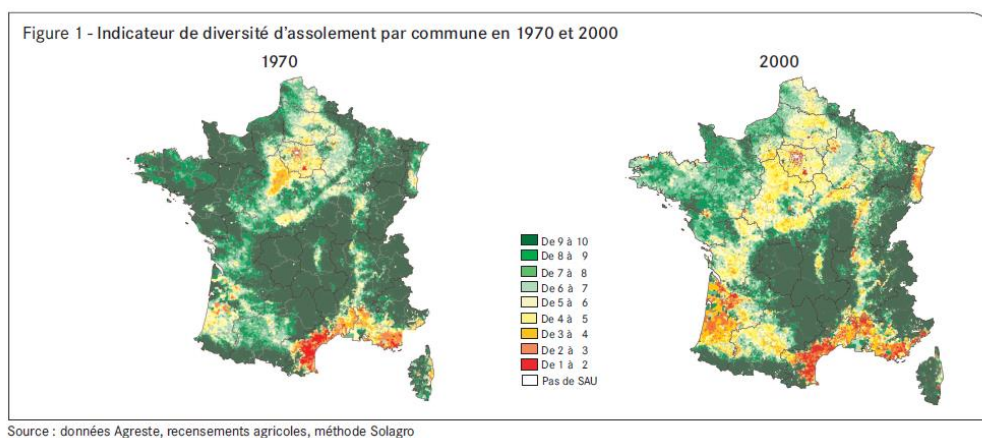 Figure 1 - Indicateur de diversité d'assolement par commune en 1970 et 2000
1970
2000
De 9 à 10
De 8 à 9
De 7 à 8
De 6 à 7
De 5 à 6
De 4 à 5
De 3 à 4
De 2 à 3
De 1 à 2
Pas de SAU
Source : données Agreste, recensements agricoles, méthode Solagro